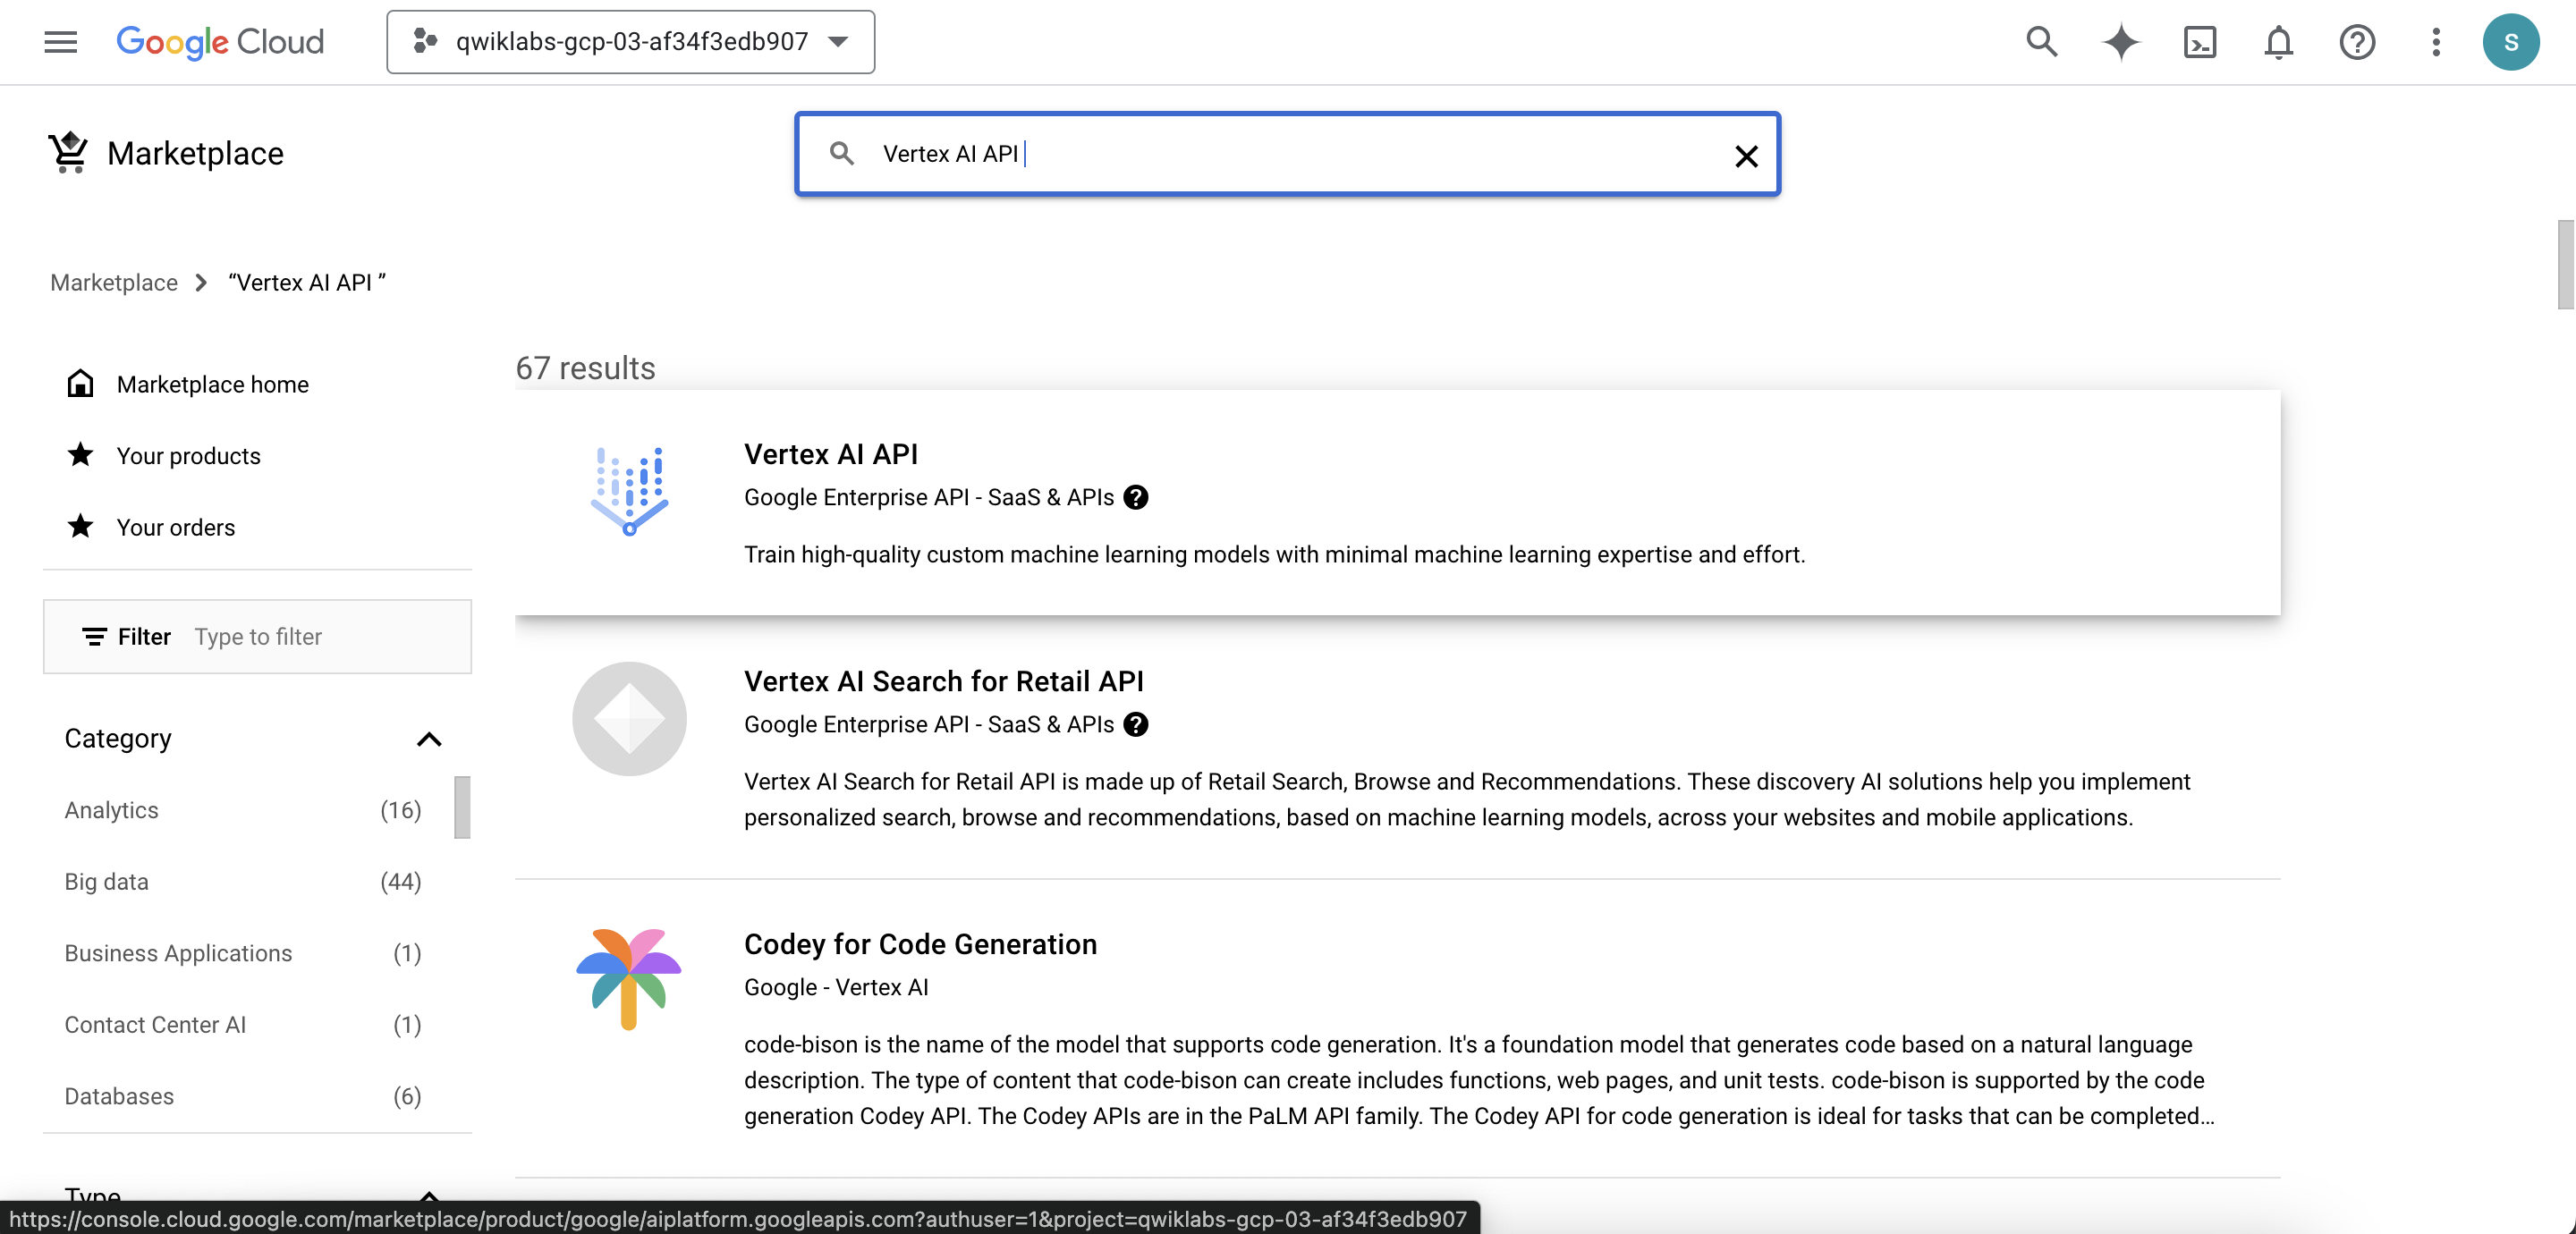 Google Cloud
qwiklabs-gcp-03-af34f3edb907
S
Marketplace
Vertex AI API
Marketplace
“Vertex AI API ”
Marketplace home
Your products
Your orders
Filter Type to filter
Category
Analytics (16)
Big data (44)
Business Applications (1)
Contact Center AI (1)
Databases (6)
Type
67 results
Vertex AI API
Google Enterprise API - SaaS & APIs
Train high-quality custom machine learning models with minimal machine learning expertise and effort.
Vertex AI Search for Retail API
Google Enterprise API - SaaS & APIs
Vertex AI Search for Retail API is made up of Retail Search, Browse and Recommendations. These discovery AI solutions help you implement
personalized search, browse and recommendations, based on machine learning models, across your websites and mobile applications.
Codey for Code Generation
Google - Vertex AI
code-bison is the name of the model that supports code generation. It's a foundation model that generates code based on a natural language
description. The type of content that code-bison can create includes functions, web pages, and unit tests. code-bison is supported by the code
generation Codey API. The Codey APIs are in the PaLM API family. The Codey API for code generation is ideal for tasks that can be completed...
https://console.cloud.google.com/marketplace/product/google/aiplatform.googleapis.com?authuser=1&project=qwiklabs-gcp-03-af34f3edb907